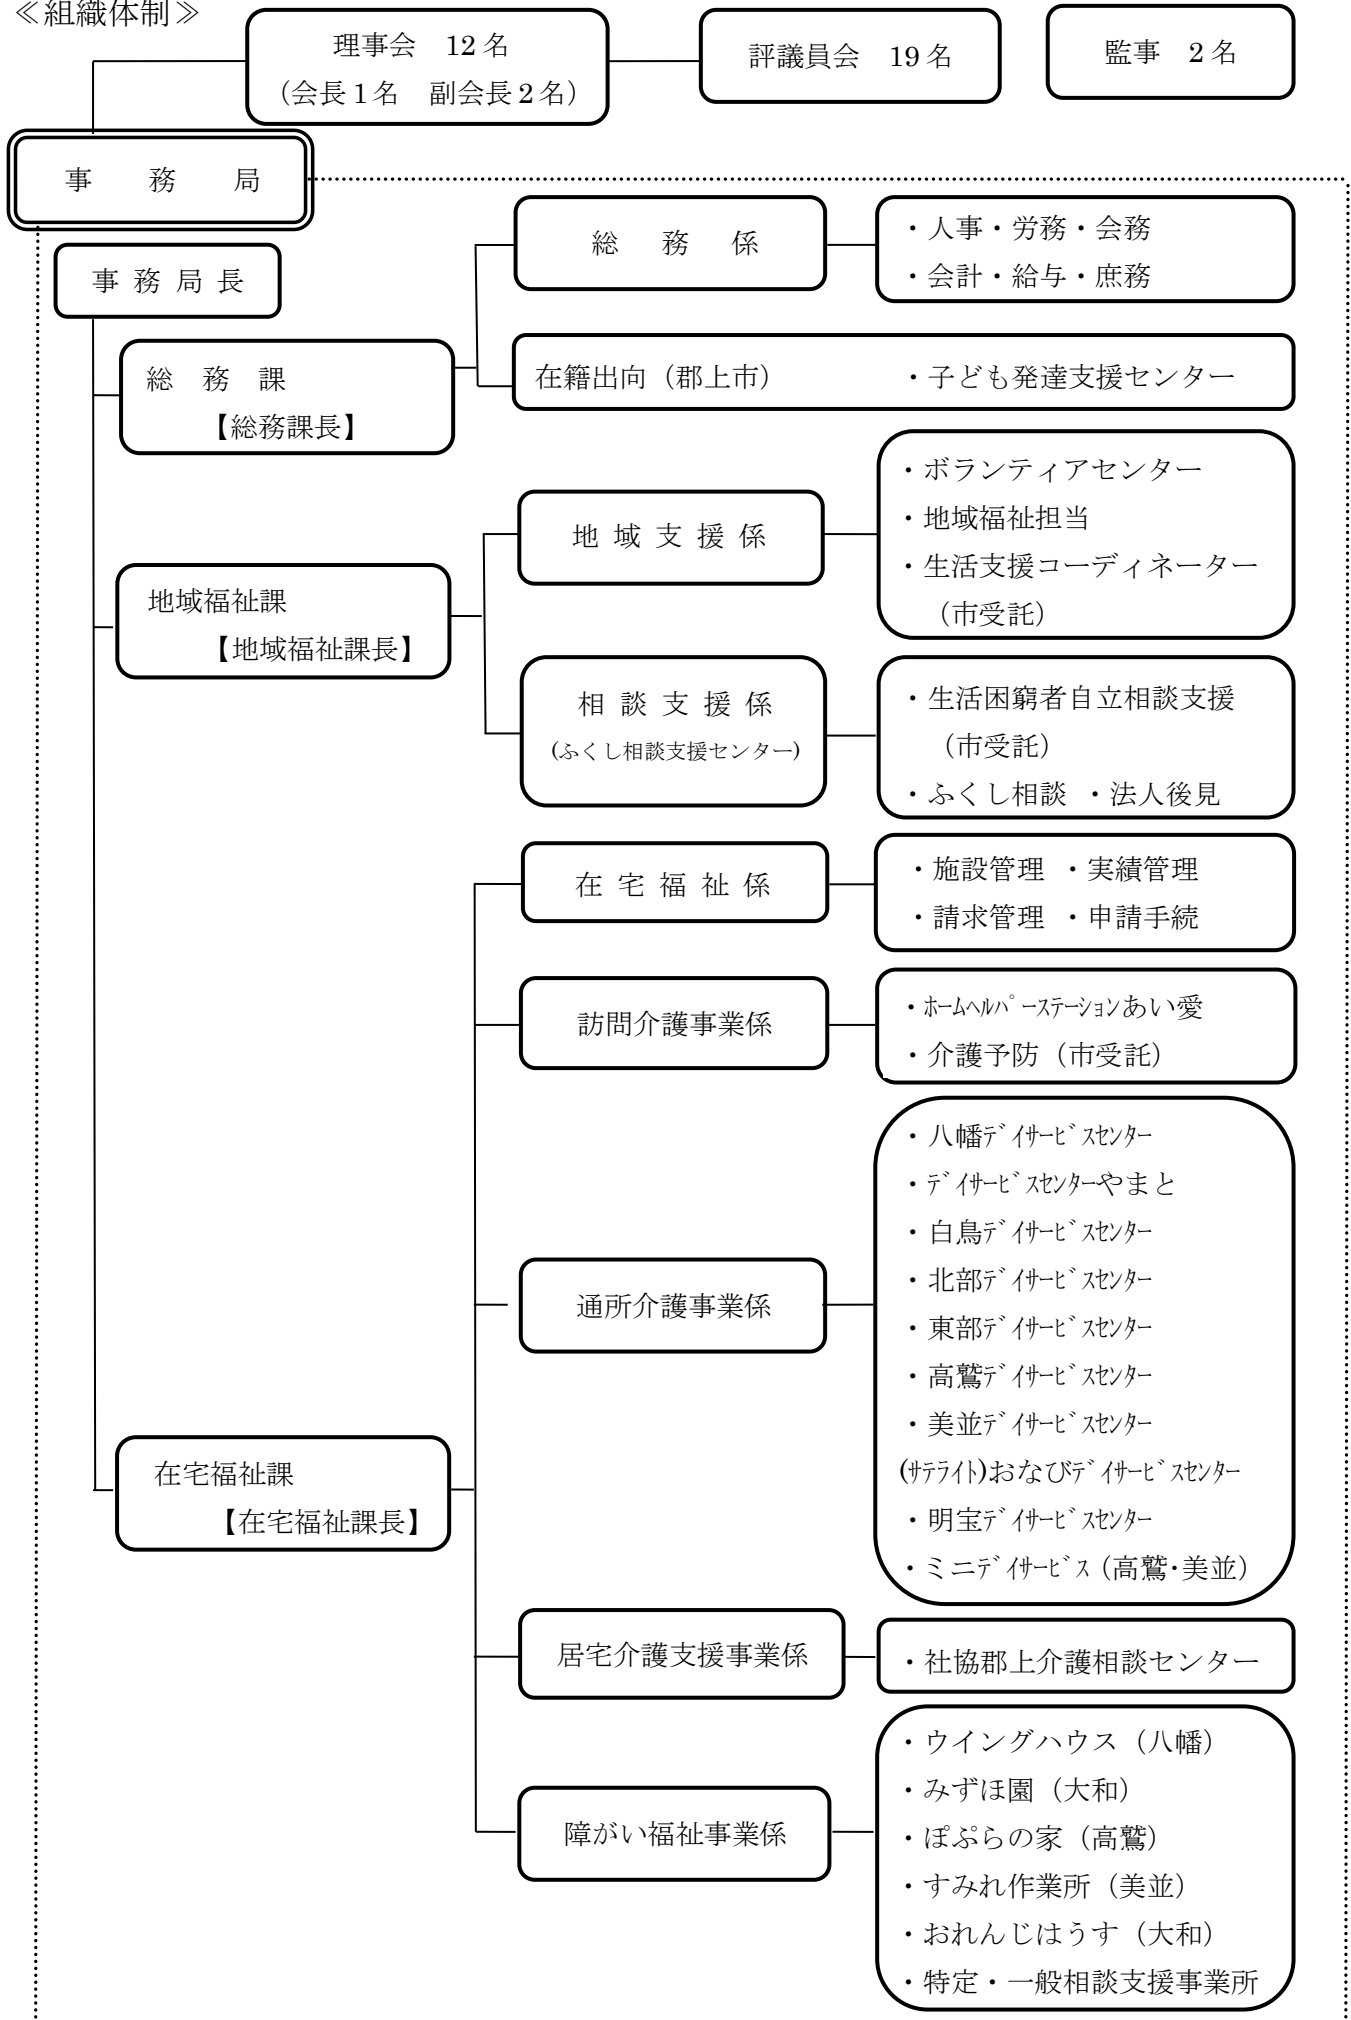 ≪組織体制≫
理事会　12名
（会長1名　副会長2名）
評議員会　19名
監事　2名
事　務　局
事務局長
総務課
【総務課長】
総務係
・人事・労務・会務
・会計・給与・庶務
在籍出向（郡上市）　・子ども発達支援センター
地域福祉課
【地域福祉課長】
地域支援係
・ボランティアセンター
・地域福祉担当
・生活支援コーディネーター
（市受託）
相談支援係
(ふくし相談支援センター)
・生活困窮者自立相談支援
（市受託）
・ふくし相談　・法人後見
在宅福祉課
【在宅福祉課長】
在宅福祉係
・施設管理　・実績管理
・請求管理　・申請手続
訪問介護事業係
・ﾎｰﾑﾍﾙﾊﾟｰｽﾃｰｼｮﾝあい愛
・介護予防（市受託）
通所介護事業係
・八幡ﾃﾞｲｻｰﾋﾞｽｾﾝﾀｰ
・ﾃﾞｲｻｰﾋﾞｽｾﾝﾀｰやまと
・白鳥ﾃﾞｲｻｰﾋﾞｽｾﾝﾀｰ
・北部ﾃﾞｲｻｰﾋﾞｽｾﾝﾀｰ
・東部ﾃﾞｲｻｰﾋﾞｽｾﾝﾀｰ
・高鷲ﾃﾞｲｻｰﾋﾞｽｾﾝﾀｰ
・美並ﾃﾞｲｻｰﾋﾞｽｾﾝﾀｰ
(ｻﾃﾗｲﾄ)おなびﾃﾞｲｻｰﾋﾞｽｾﾝﾀｰ
・明宝ﾃﾞｲｻｰﾋﾞｽｾﾝﾀｰ
・ミニﾃﾞｲｻｰﾋﾞｽ（高鷲･美並）
居宅介護支援事業係
・社協郡上介護相談センター
障がい福祉事業係
・ウイングハウス（八幡）
・みずほ園（大和）
・ぽぷらの家（高鷲）
・すみれ作業所（美並）
・おれんじはうす（大和）
・特定・一般相談支援事業所